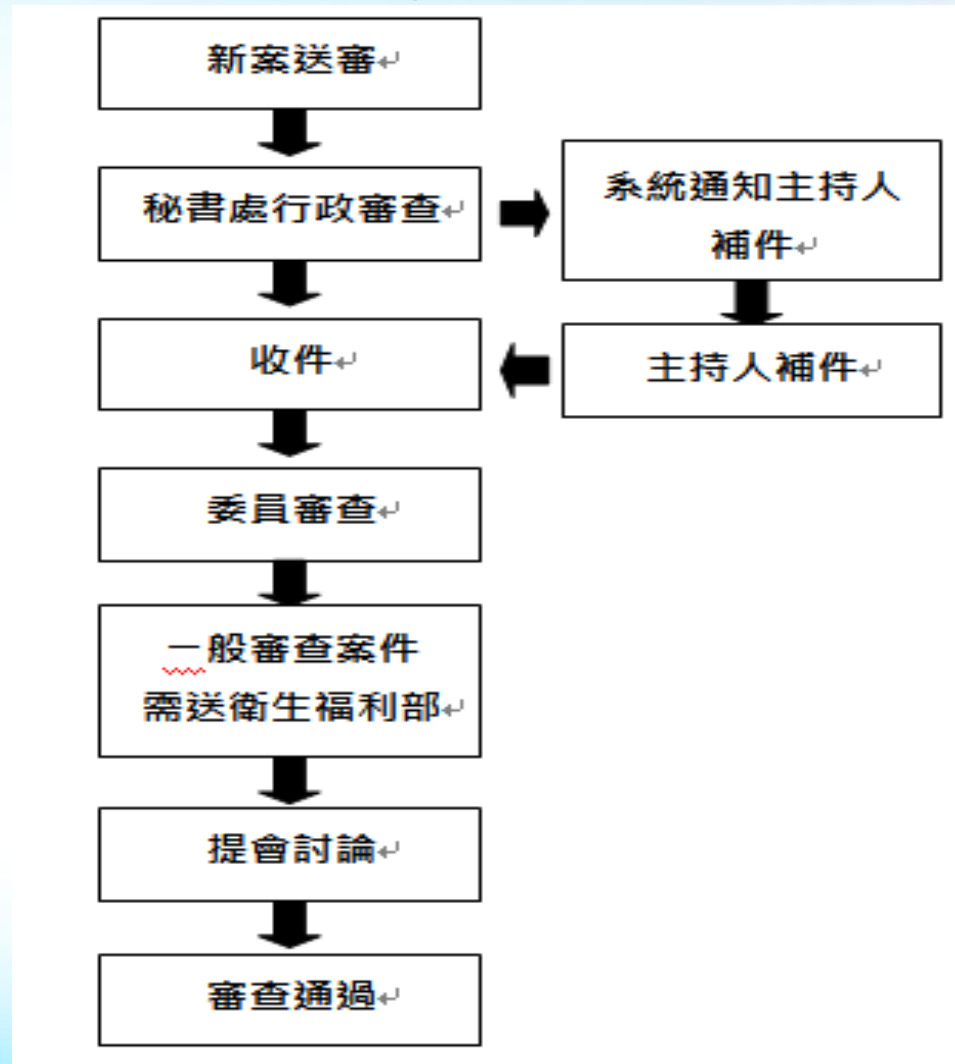 新案送審
秘書處行政審查
系統通知主持人
補件
收件
主持人補件
委員審查
一般審查案件
需送衛生福利部
提會討論
審查通過